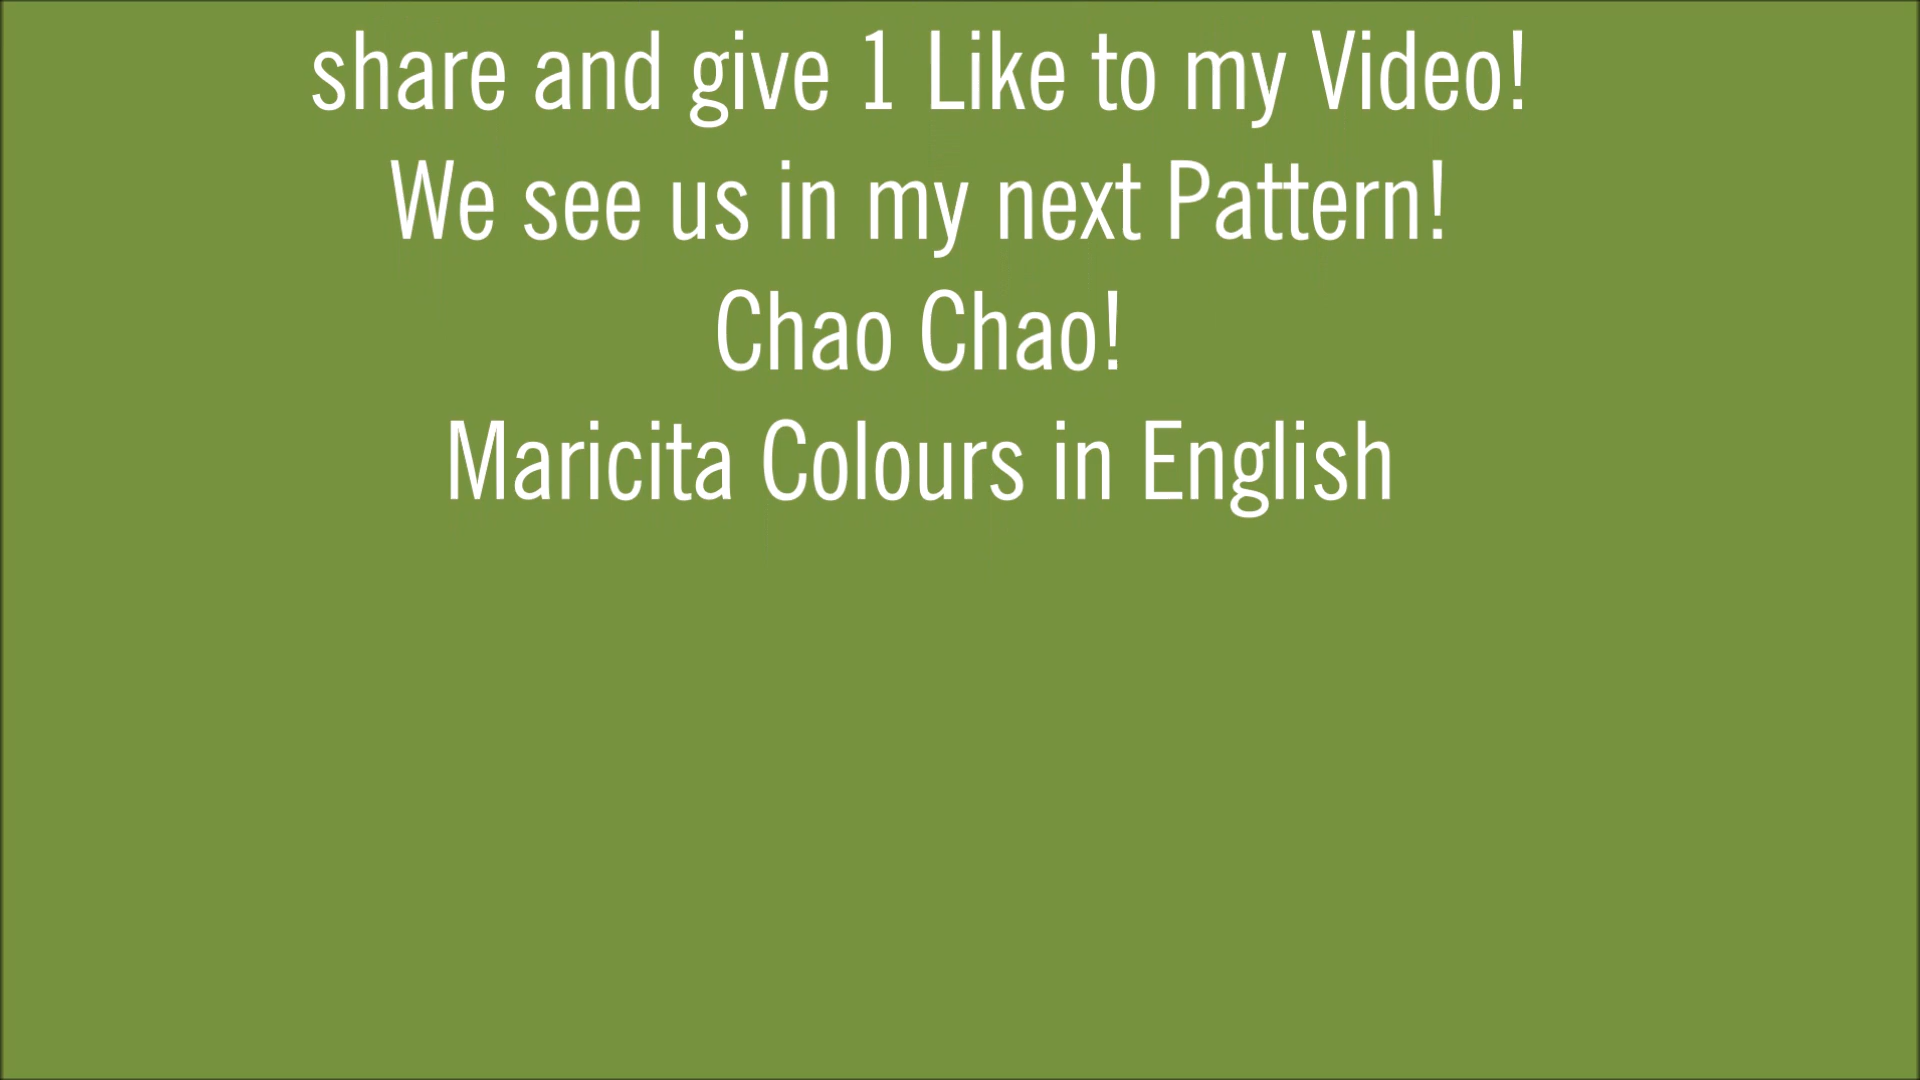 share and give 1 Like to my Video!
We see us in my next Pattern!
Chao Chao!
Maricita Colours in English